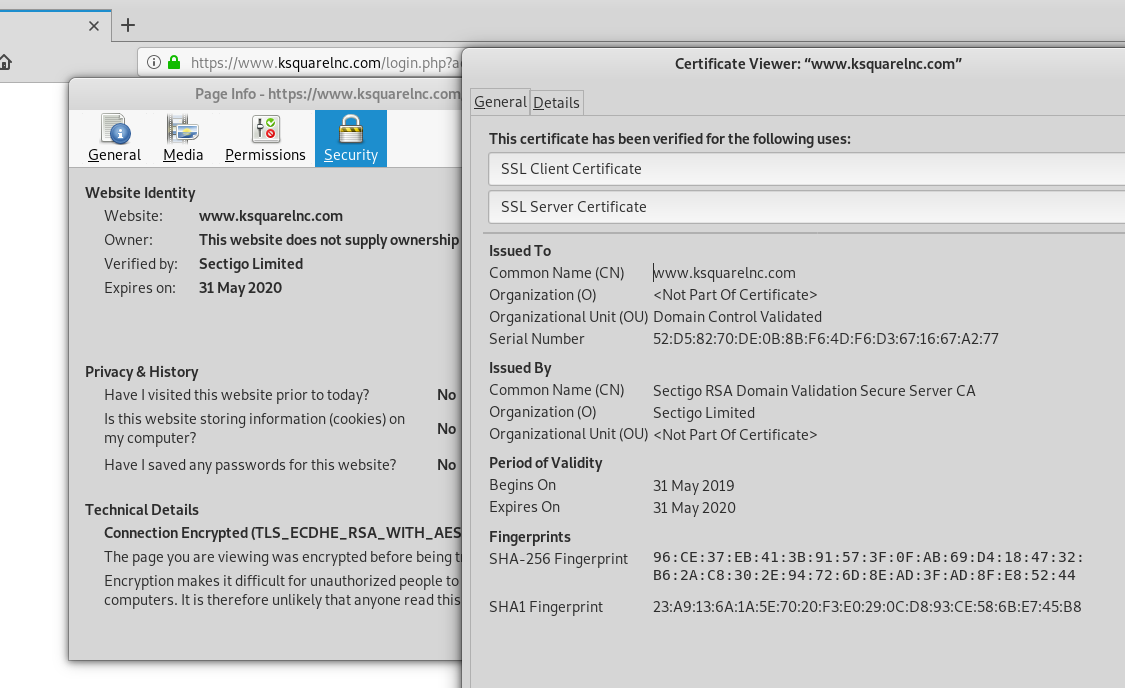 https://www.ksquarelnc.com/login.php?a
Page Info - https://www.ksquarelnc.com
General Media Permissions Security
Website Identity
Website: www.ksquarelnc.com
Owner: This website does not supply ownership
Verified by: Sectigo Limited
Expires on: 31 May 2020
Privacy & History
Have I visited this website prior to today? No
Is this website storing information (cookies) on
my computer? No
Have I saved any passwords for this website? No
Technical Details
Connection Encrypted (TLS_ECDHE_RSA_WITH_AES
The page you are viewing was encrypted before being t
Encryption makes it difficult for unauthorized people to
computers. It is therefore unlikely that anyone read this
Certificate Viewer: “www.ksquarelnc.com”
General Details
This certificate has been verified for the following uses:
SSL Client Certificate
SSL Server Certificate
Issued To
Common Name (CN) www.ksquarelnc.com
Organization (O) <Not Part Of Certificate>
Organizational Unit (OU) Domain Control Validated
Serial Number 52:D5:82:70:DE:0B:8B:F6:4D:F6:D3:67:16:67:A2:77
Issued By
Common Name (CN) Sectigo RSA Domain Validation Secure Server CA
Organization (O) Sectigo Limited
Organizational Unit (OU) <Not Part Of Certificate>
Period of Validity
Begins On 31 May 2019
Expires On 31 May 2020
Fingerprints
SHA-256 Fingerprint 96:CE:37:EB:41:3B:91:57:3F:0F:AB:69:D4:18:47:32:
B6:2A:C8:30:2E:94:72:6D:8E:AD:3F:AD:8F:E8:52:44
SHA1 Fingerprint 23:A9:13:6A:1A:5E:70:20:F3:E0:29:0C:D8:93:CE:58:6B:E7:45:B8